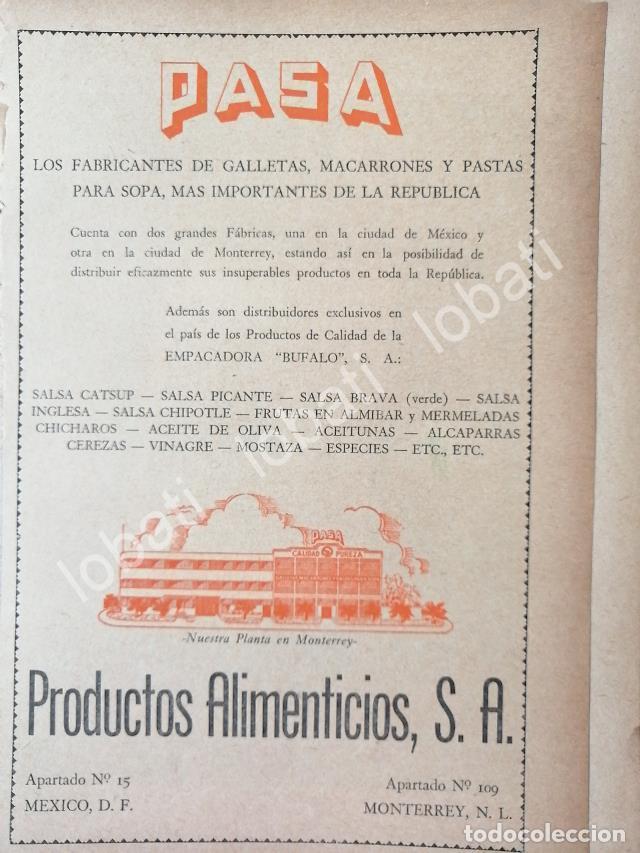 PASA
LOS FABRICANTES DE GALLETAS, MACARRONES Y PASTAS
PARA SOPA, MAS IMPORTANTES DE LA REPUBLICA
Cuenta con dos grandes Fábricas, una en la ciudad de México y
otra en la ciudad de Monterrey, estando así en la posibilidad de
distribuir eficazmente sus insuperables productos en toda la República.
Además son distribuidores exclusivos en
el país de los Productos de Calidad de la
EMPACADORA "BUFALO", S. A.:
SALSA CATSUP — SALSA PICANTE — SALSA BRAVA (verde) — SALSA
INGLESA — SALSA CHIPOTLE — FRUTAS EN ALMIBAR y MERMELADAS
CHICHAROS — ACEITE DE OLIVA — ACEITUNAS — ALCAPARRAS
CEREZAS — VINAGRE — MOSTAZA — ESPECIES — ETC., ETC.
PASA
CALIDAD PUREZA
-Nuestra Planta en Monterrey-
Productos Alimenticios, S. A.
Apartado Nº 15
MEXICO, D. F.
Apartado Nº 109
MONTERREY, N. L.
lobati lobati lobati lobati
todocoleccion